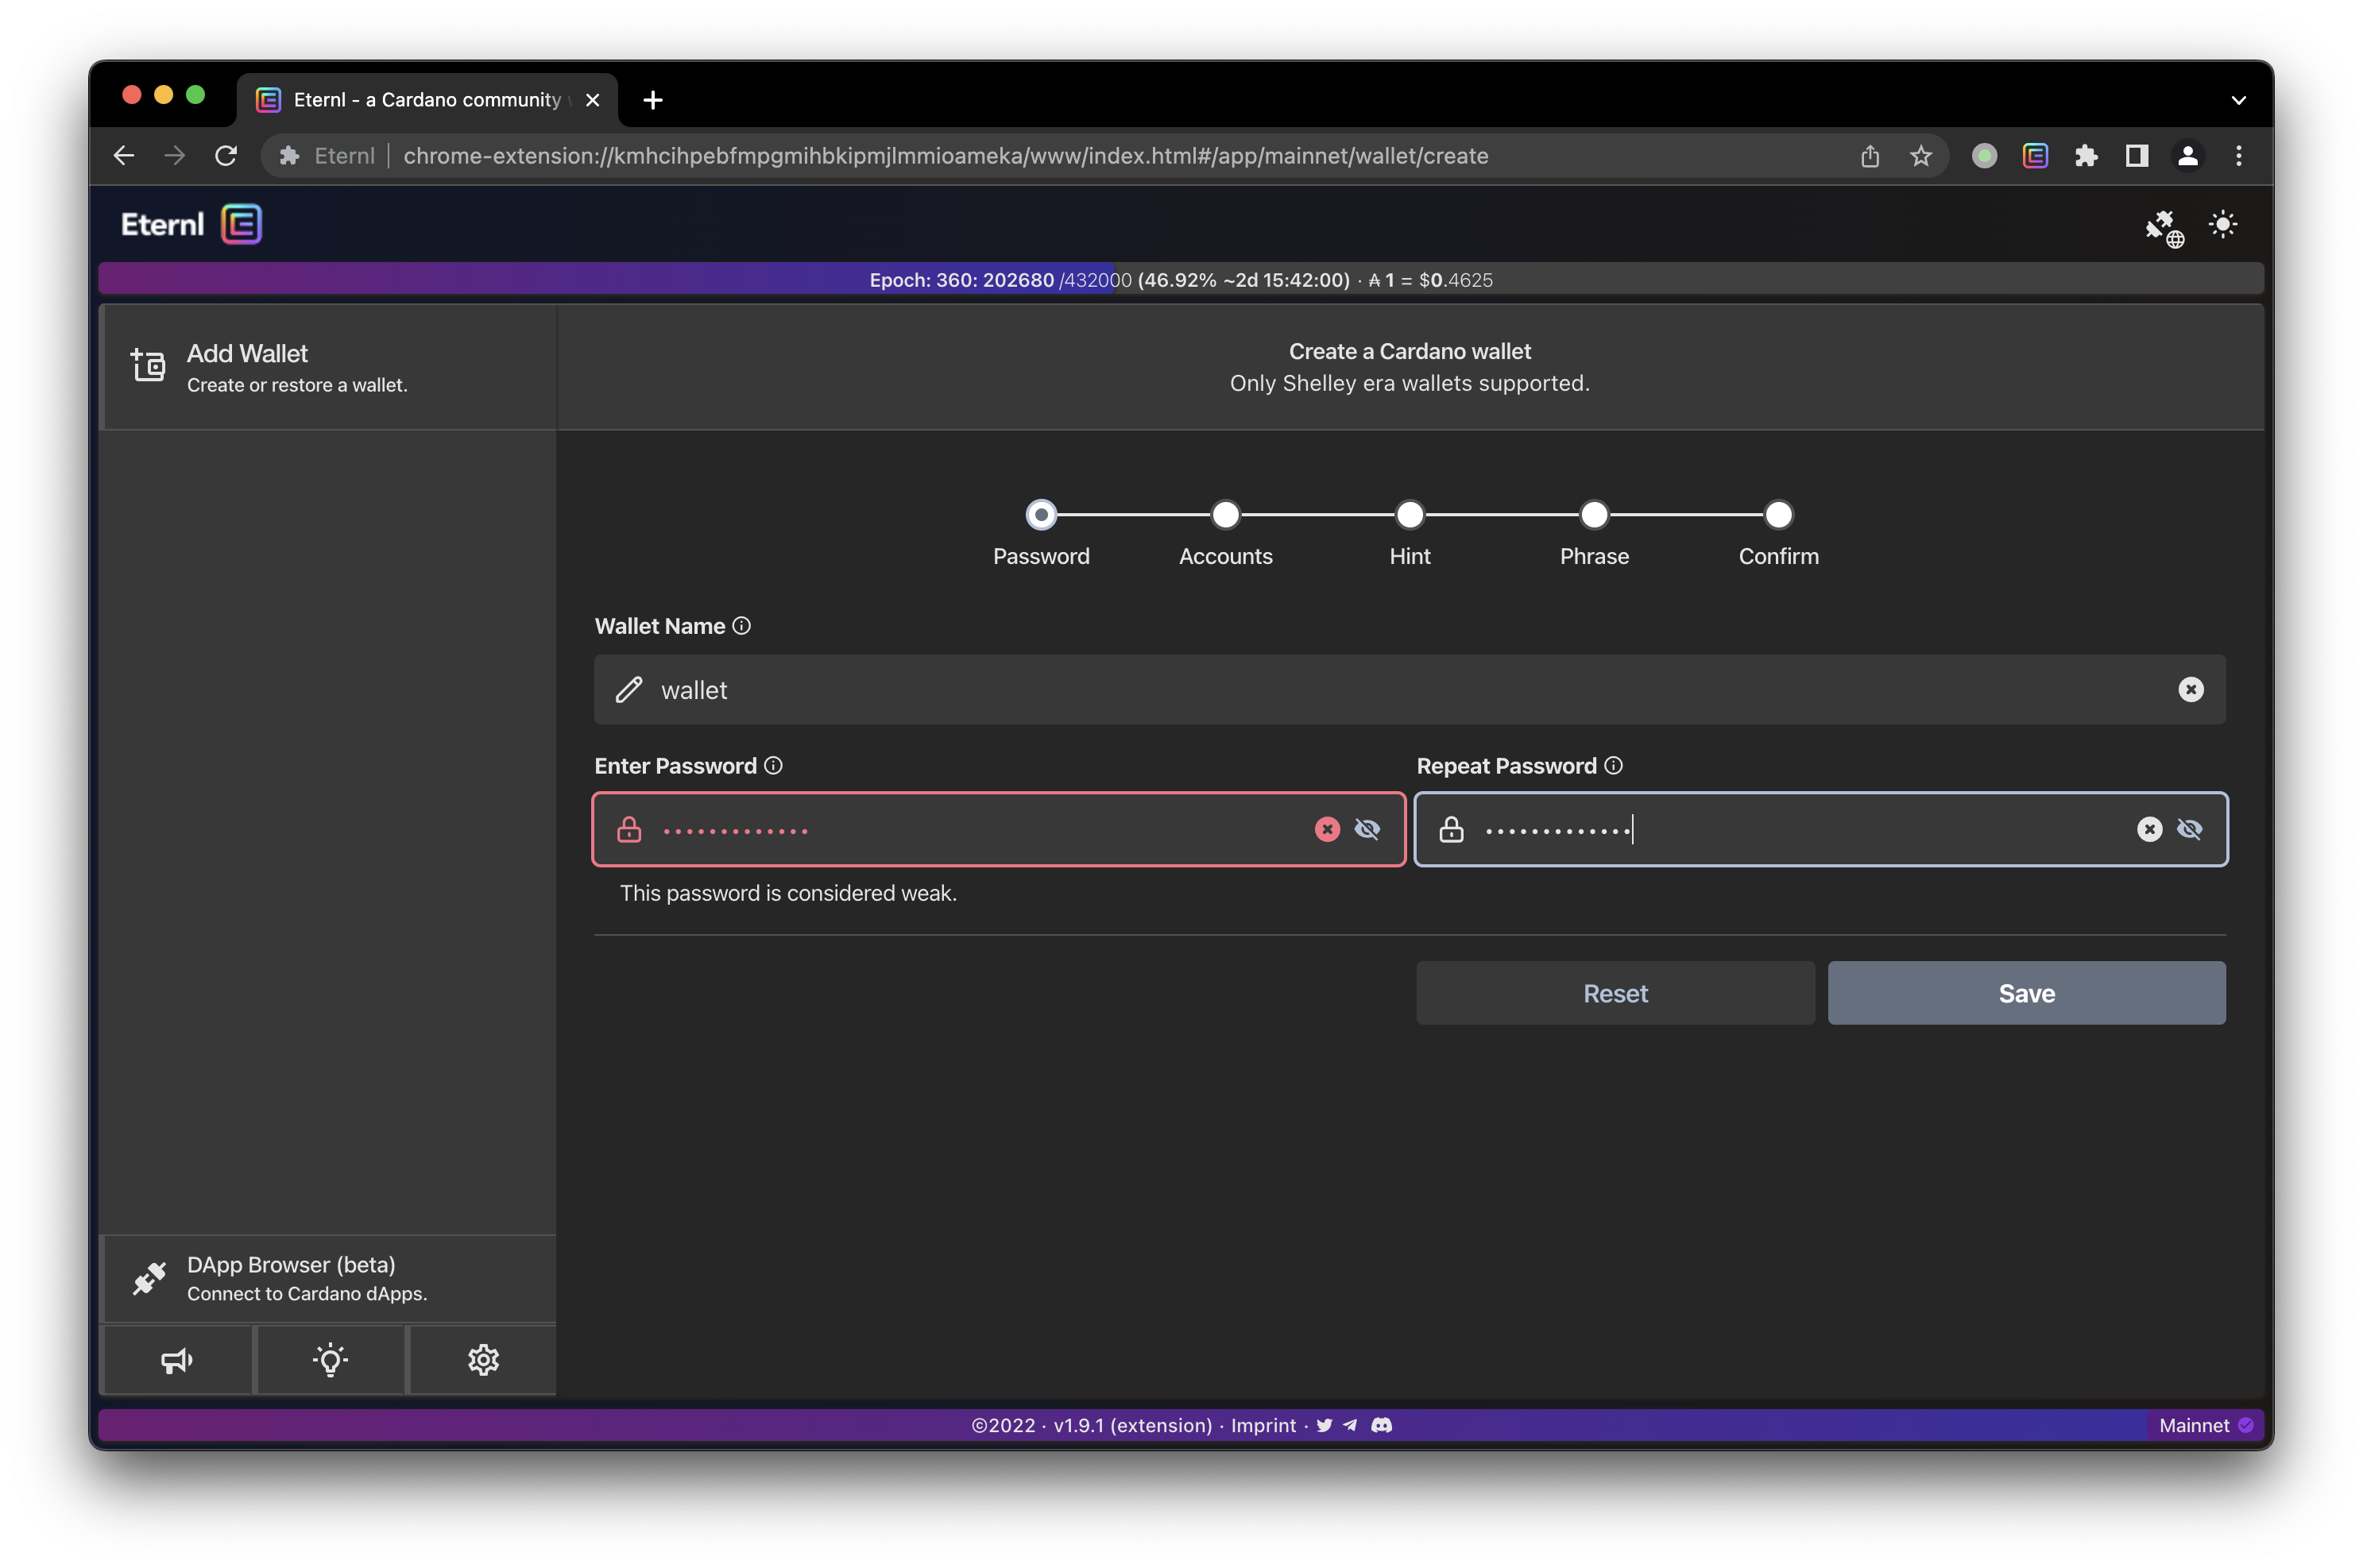 Eternl - a Cardano community
Eternl
chrome-extension://kmhcihpebfmpgmihbkipmjlmmioameka/www/index.html#/app/mainnet/wallet/create
Eternl
Epoch: 360: 202680 /432000 (46.92% ~2d 15:42:00) · ₳ 1 = $0.4625
Add Wallet
Create or restore a wallet.
Create a Cardano wallet
Only Shelley era wallets supported.
Password
Accounts
Hint
Phrase
Confirm
Wallet Name
wallet
Enter Password
Repeat Password
This password is considered weak.
Reset
Save
DApp Browser (beta)
Connect to Cardano dApps.
©2022 · v1.9.1 (extension) · Imprint ·
Mainnet